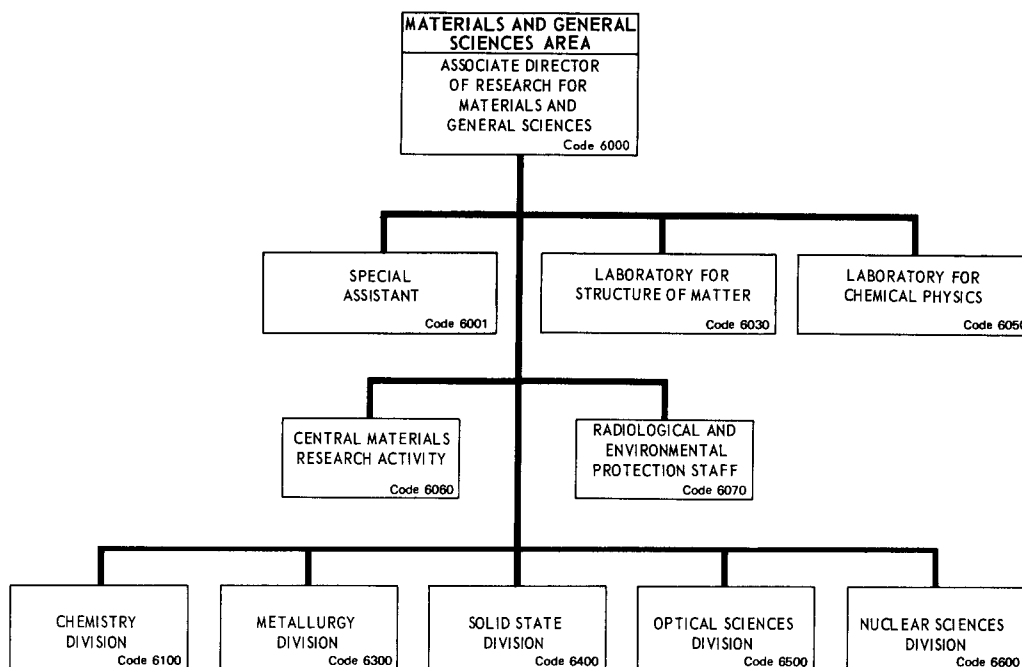 MATERIALS AND GENERAL
SCIENCES AREA
ASSOCIATE DIRECTOR
OF RESEARCH FOR
MATERIALS AND
GENERAL SCIENCES
Code 6000
SPECIAL
ASSISTANT
Code 6001
LABORATORY FOR
STRUCTURE OF MATTER
Code 6030
LABORATORY FOR
CHEMICAL PHYSICS
Code 6050
CENTRAL MATERIALS
RESEARCH ACTIVITY
Code 6060
RADIOLOGICAL AND
ENVIRONMENTAL
PROTECTION STAFF
Code 6070
CHEMISTRY
DIVISION
Code 6100
METALLURGY
DIVISION
Code 6300
SOLID STATE
DIVISION
Code 6400
OPTICAL SCIENCES
DIVISION
Code 6500
NUCLEAR SCIENCES
DIVISION
Code 6600